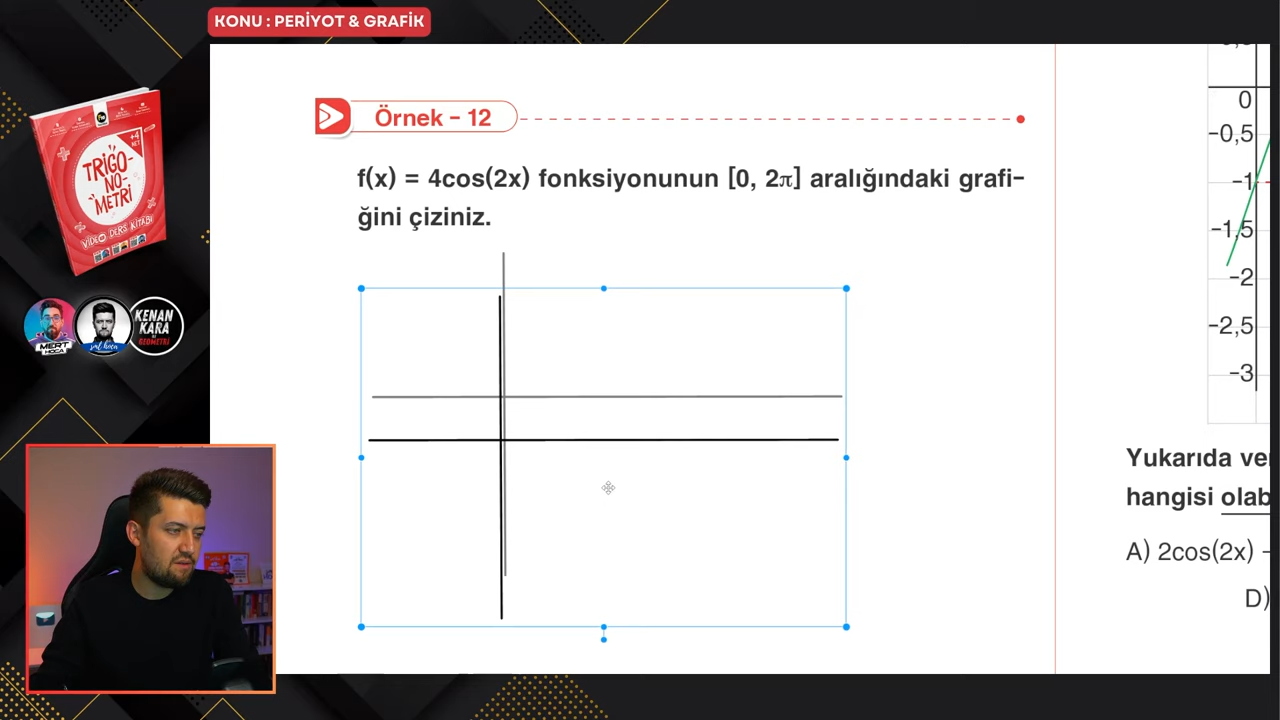 KONU : PERİYOT & GRAFİK
Örnek - 12
f(x) = 4cos(2x) fonksiyonunun [0, 2π] aralığındaki grafi-
ğini çiziniz.
0
-0,5
-1
-1,5
-2
-2,5
-3
Yukarıda
hangisi
A) 2cos(2x) -
D)
+4
NET
TRİGO-
NO-
METRİ
VİDEO DERS KİTABI
MERT
HOCA
KENAN
KARA
GEOMETRİ